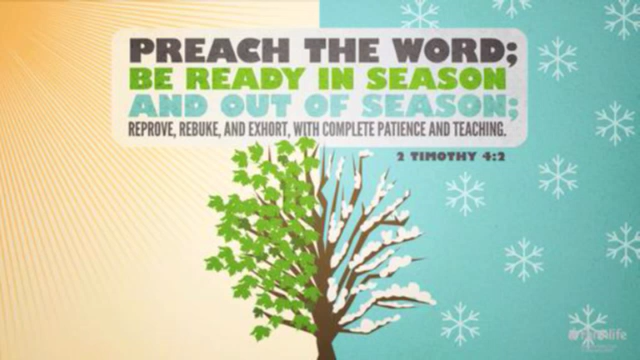 PREACH THE WORD;
BE READY IN SEASON
AND OUT OF SEASON;
REPROVE, REBUKE, AND EXHORT, WITH COMPLETE PATIENCE AND TEACHING.
2 TIMOTHY 4:2